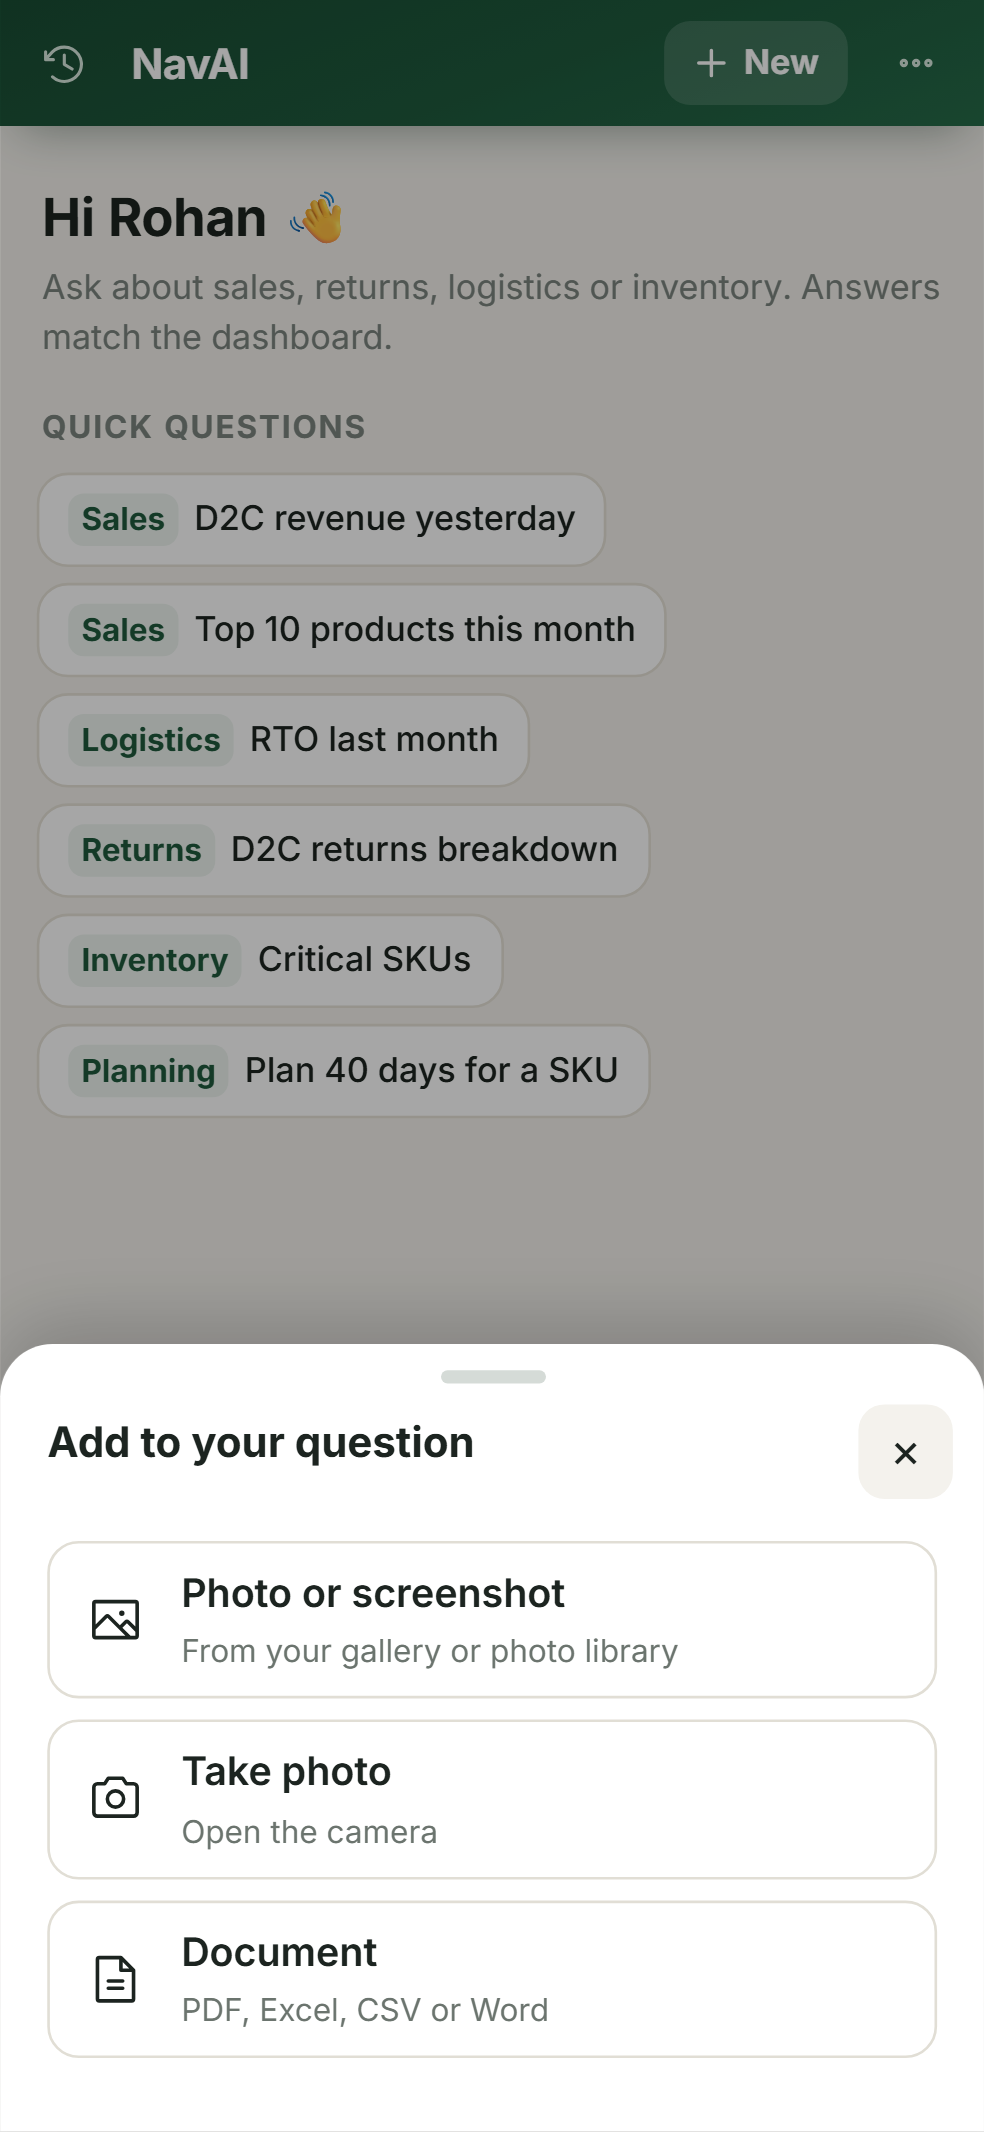 NavAI
New
Hi Rohan 👋
Ask about sales, returns, logistics or inventory. Answers
match the dashboard.
QUICK QUESTIONS
Sales D2C revenue yesterday
Sales Top 10 products this month
Logistics RTO last month
Returns D2C returns breakdown
Inventory Critical SKUs
Planning Plan 40 days for a SKU
Add to your question
Photo or screenshot
From your gallery or photo library
Take photo
Open the camera
Document
PDF, Excel, CSV or Word